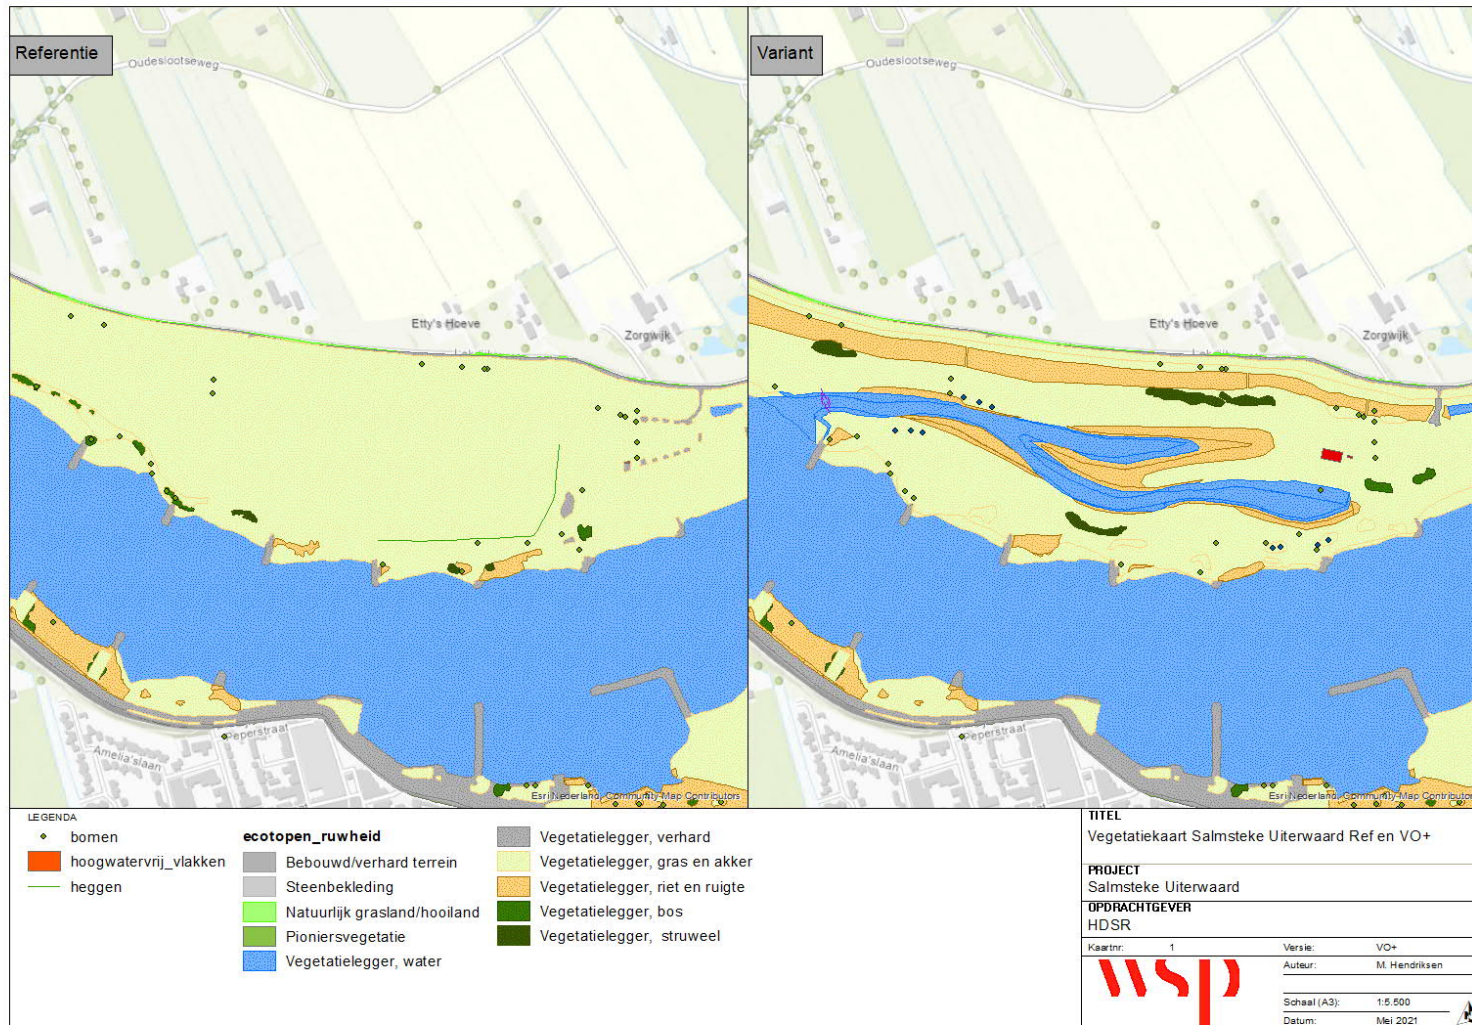 Referentie
Oudeslootseweg
Etty's Hoeve
Zorgwijk
Peperstraat
Amelia'slaan
Esri Nederland, Community Map Contributors
Variant
Oudeslootseweg
Etty's Hoeve
Zorgwijk
Peperstraat
Amelia'slaan
Esri Nederland, Community Map Contributors
LEGENDA
bomen
hoogwatervrij_vlakken
heggen
ecotopen_ruwheid
Bebouwd/verhard terrein
Steenbekleding
Natuurlijk grasland/hooiland
Pioniersvegetatie
Vegetatielegger, water
Vegetatielegger, verhard
Vegetatielegger, gras en akker
Vegetatielegger, riet en ruigte
Vegetatielegger, bos
Vegetatielegger, struweel
TITEL
Vegetatiekaart Salmsteke Uiterwaard Ref en VO+
PROJECT
Salmsteke Uiterwaard
OPDRACHTGEVER
HDSR
Kaartnr: 1 Versie: VO+
Auteur: M. Hendriksen
Schaal (A3): 1:5.500
Datum: Mei 2021
wsp
N